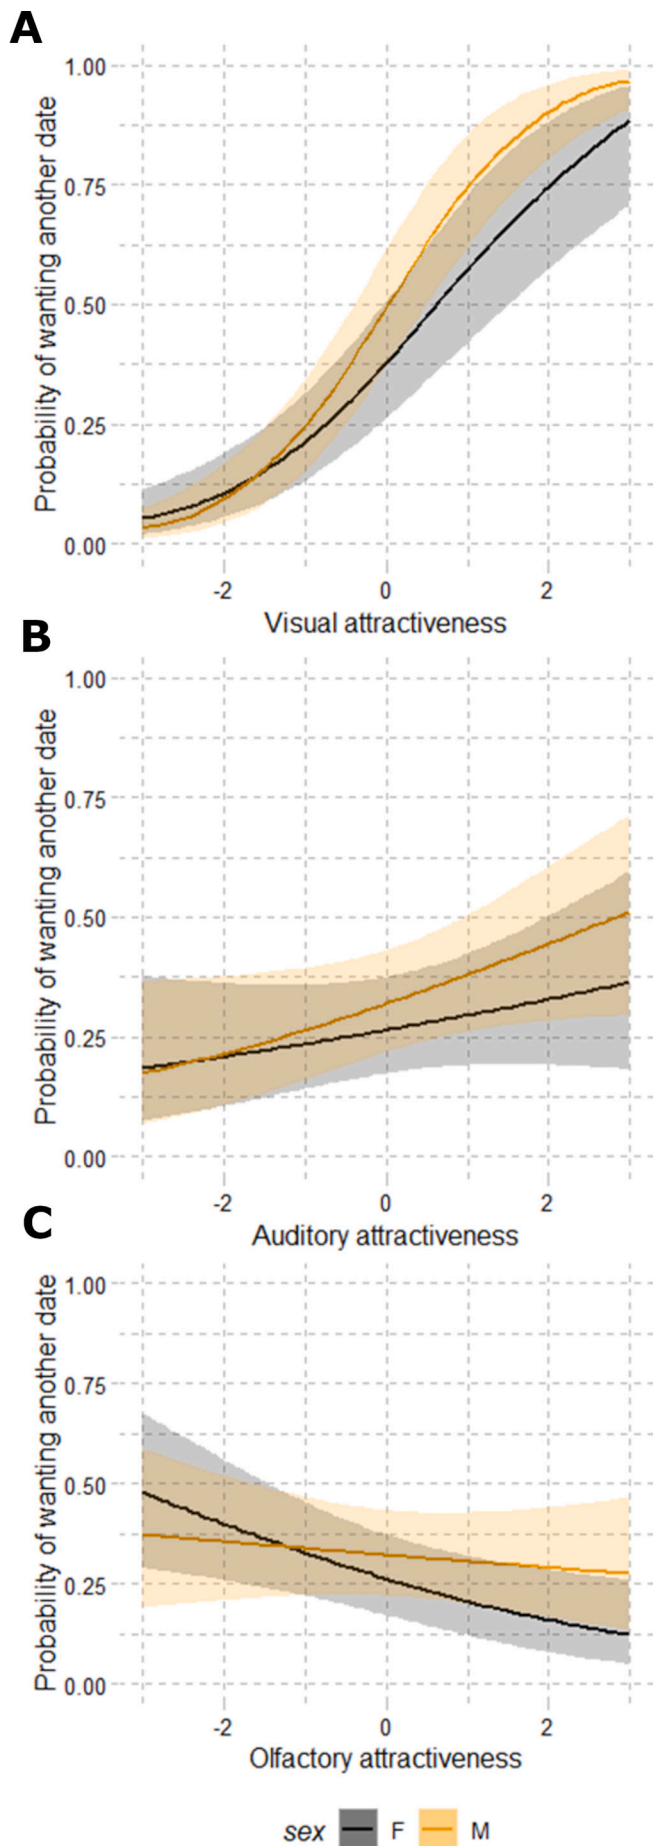 A
Probability of wanting another date
1.00
0.75
0.50
0.25
0.00
-2 0 2
Visual attractiveness
B
Probability of wanting another date
1.00
0.75
0.50
0.25
0.00
-2 0 2
Auditory attractiveness
C
Probability of wanting another date
1.00
0.75
0.50
0.25
0.00
-2 0 2
Olfactory attractiveness
sex F M